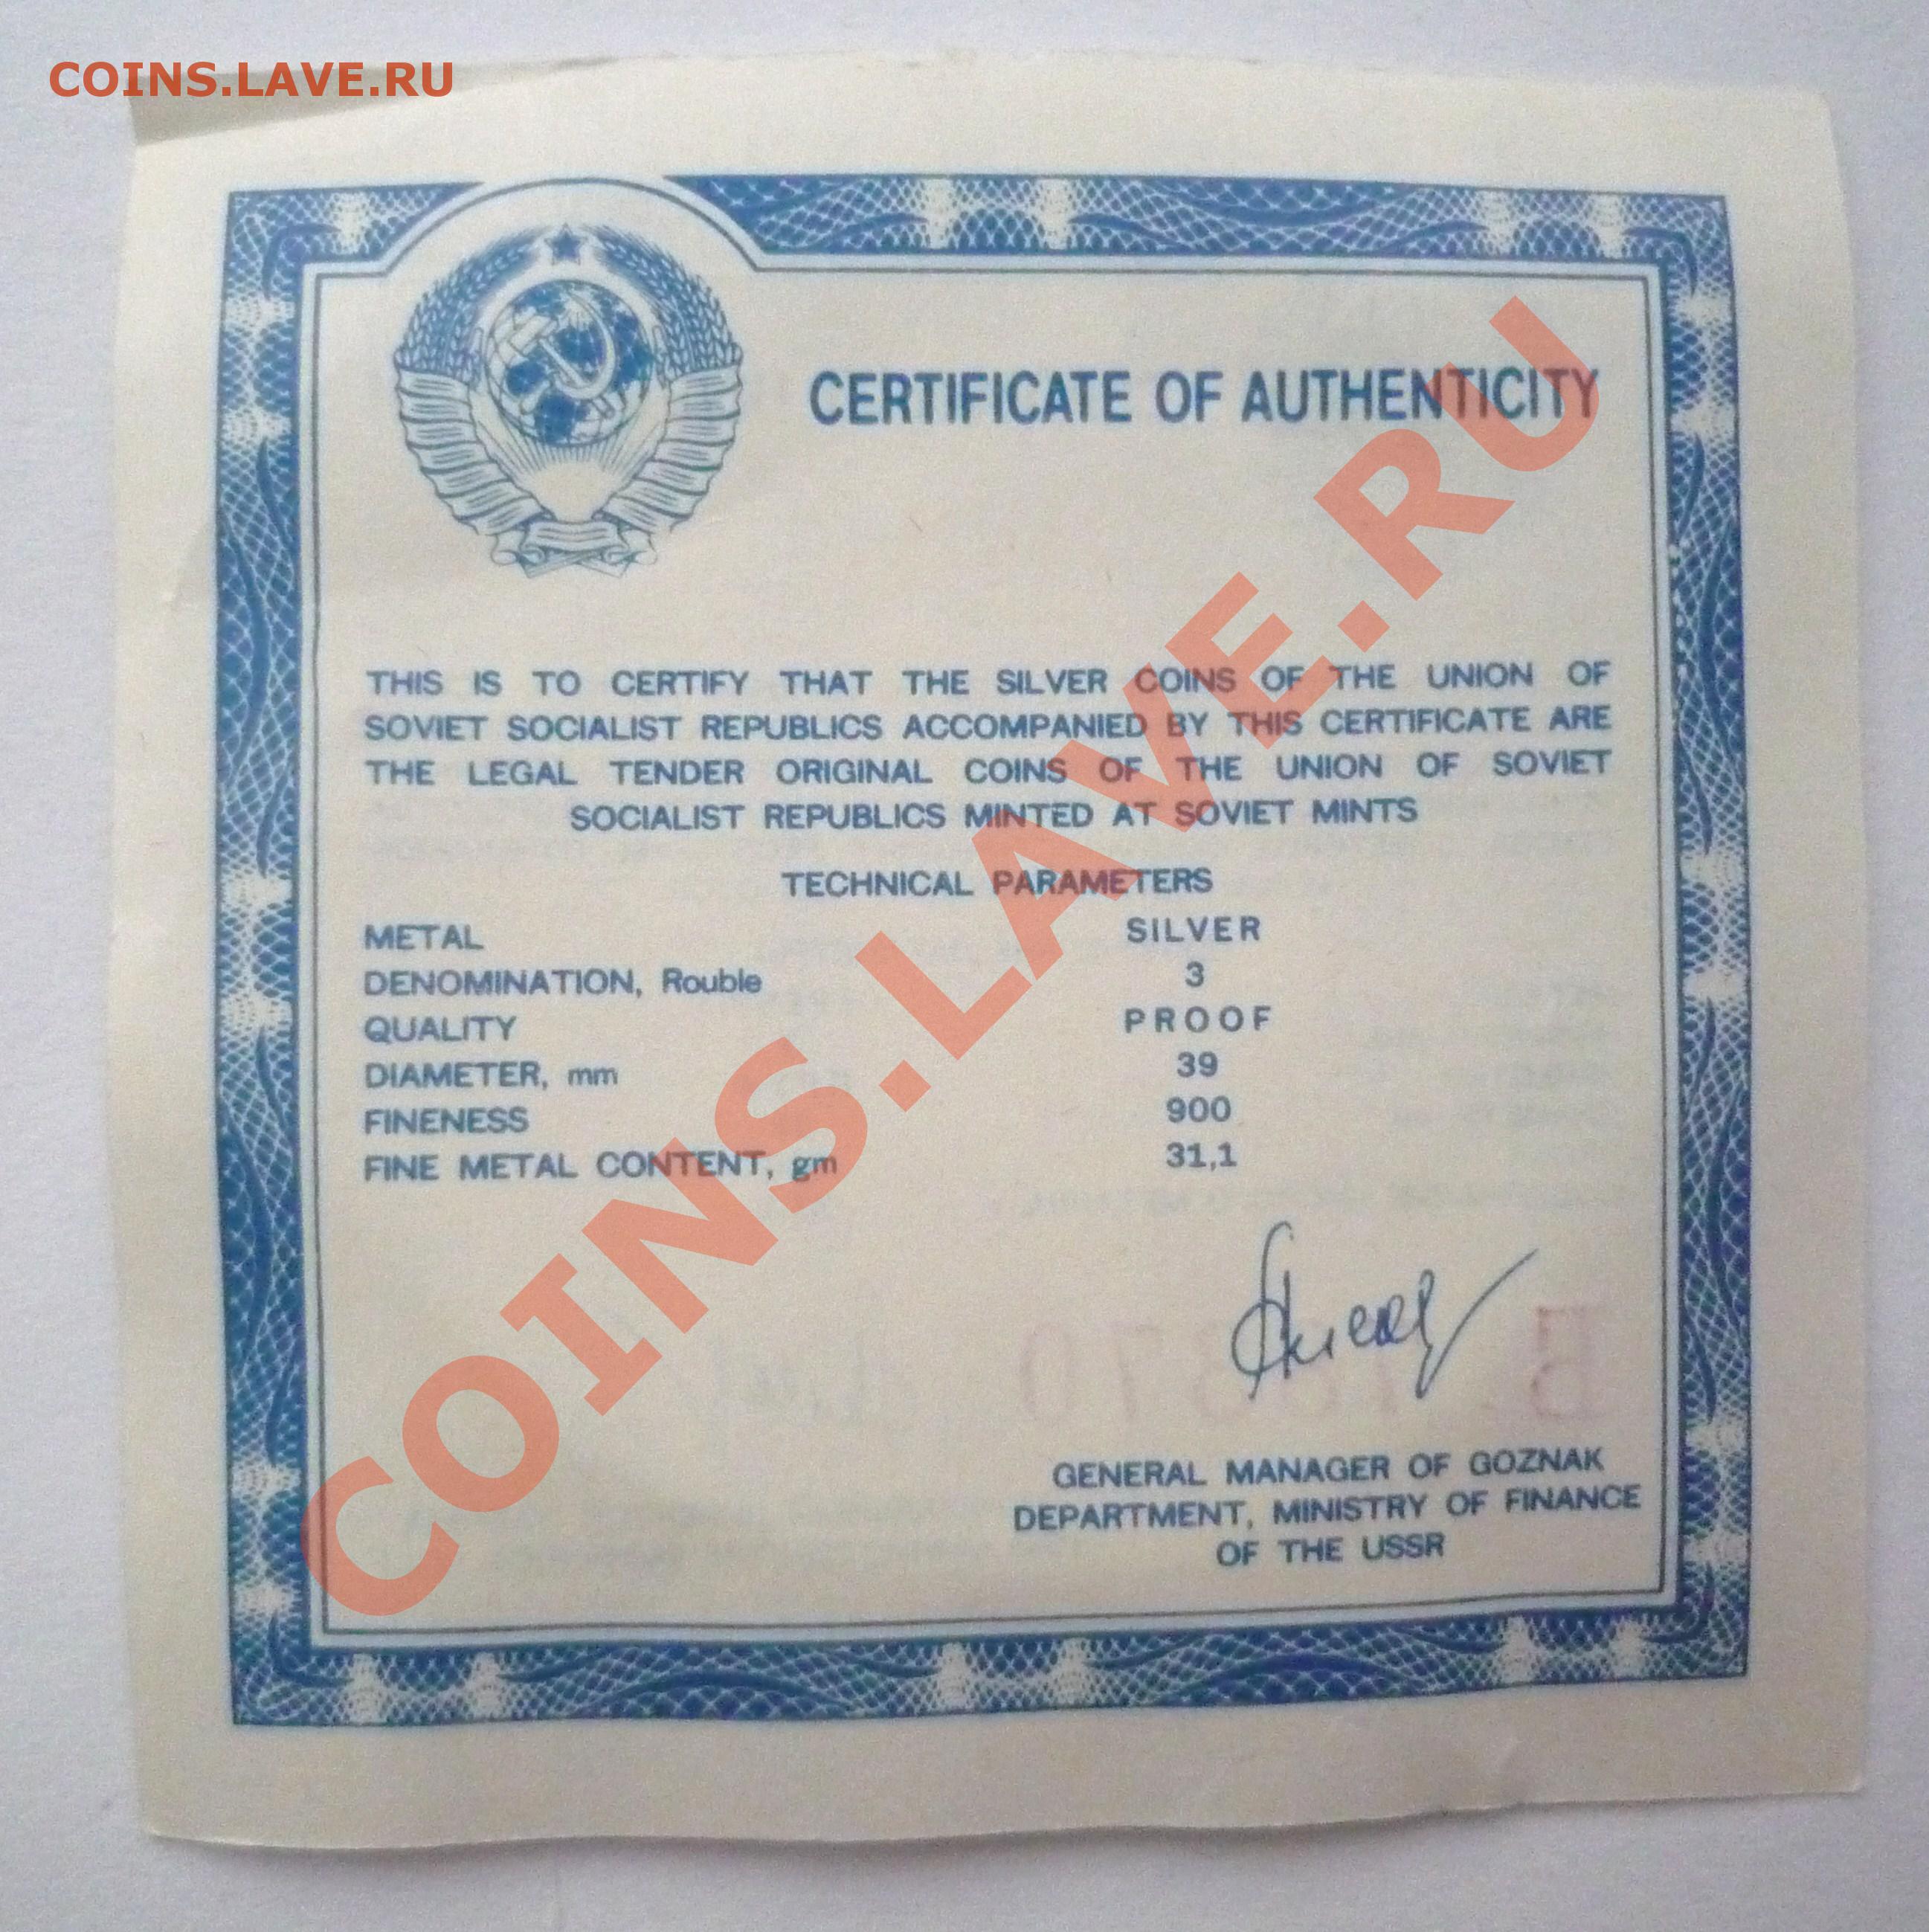 COINS.LAVE.RU
CERTIFICATE OF AUTHENTICITY
THIS IS TO CERTIFY THAT THE SILVER COINS OF THE UNION OF
SOVIET SOCIALIST REPUBLICS ACCOMPANIED BY THIS CERTIFICATE ARE
THE LEGAL TENDER ORIGINAL COINS OF THE UNION OF SOVIET
SOCIALIST REPUBLICS MINTED AT SOVIET MINTS
TECHNICAL PARAMETERS
METAL SILVER
DENOMINATION, Rouble 3
QUALITY PROOF
DIAMETER, mm 39
FINENESS 900
FINE METAL CONTENT, gm 31,1
GENERAL MANAGER OF GOZNAK
DEPARTMENT, MINISTRY OF FINANCE
OF THE USSR
COINS.LAVE.RU